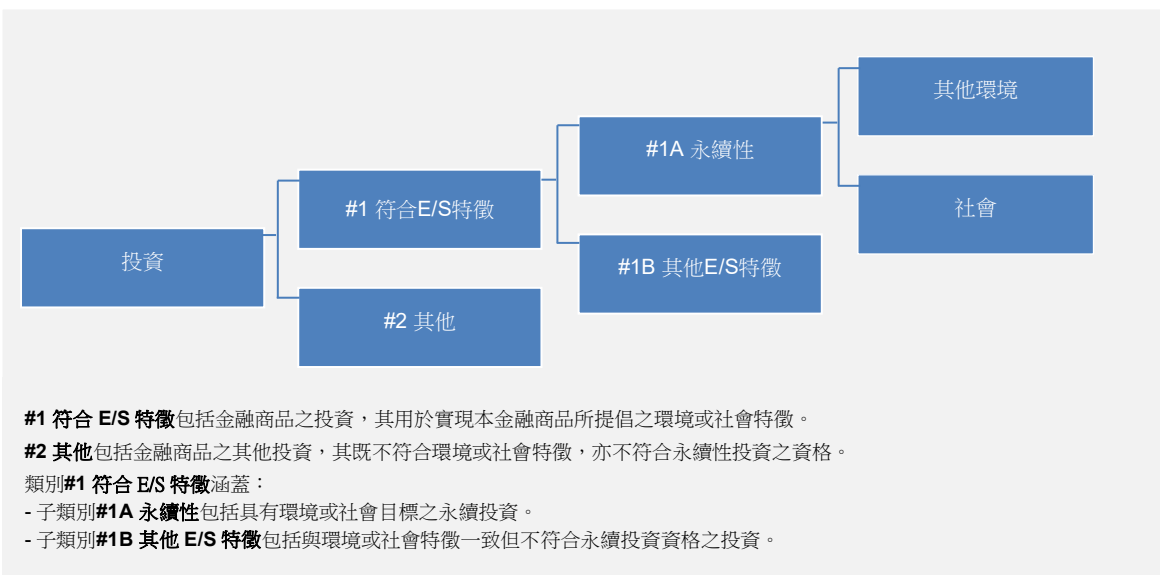 其他環境
#1A 永續性
#1 符合E/S特徵
社會
投資
#1B 其他E/S特徵
#2 其他
#1 符合 E/S 特徵包括金融商品之投資，其用於實現本金融商品所提倡之環境或社會特徵。
#2 其他包括金融商品之其他投資，其既不符合環境或社會特徵，亦不符合永續性投資之資格。
類別#1 符合 E/S 特徵涵蓋：
- 子類別#1A 永續性包括具有環境或社會目標之永續投資。
- 子類別#1B 其他 E/S 特徵包括與環境或社會特徵一致但不符合永續投資資格之投資。